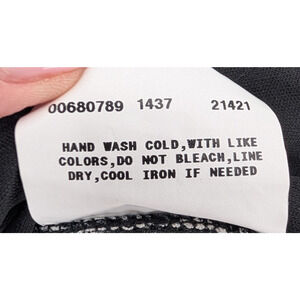 00680789 1437 21421
HAND WASH COLD,WITH LIKE
COLORS,DO NOT BLEACH,LINE
DRY,COOL IRON IF NEEDED